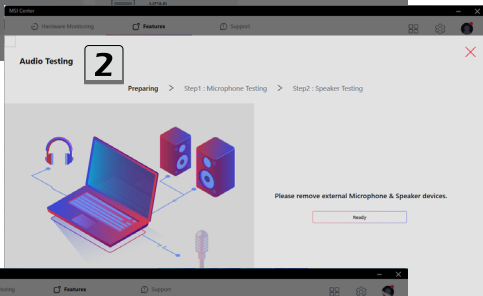 MSI Center
Hardware Monitoring
Features
Support
Audio Testing
2
Preparing > Step1 : Microphone Testing > Step2 : Speaker Testing
Please remove external Microphone & Speaker devices.
Ready
Features
Support